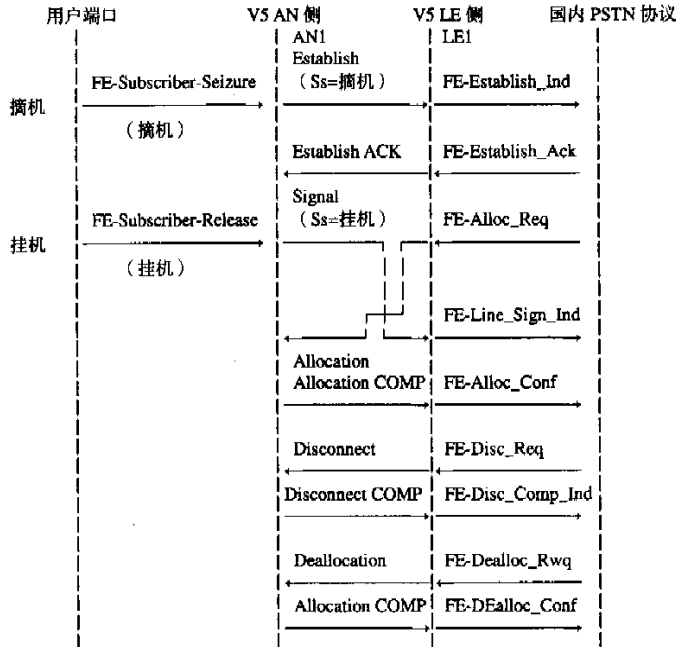 用户端口 V5 AN 侧 V5 LE 侧 国内 PSTN 协议
AN1 LE1
Establish
FE-Subscriber-Seizure （Ss=摘机） FE-Establish_Ind
摘机
（摘机）
Establish ACK FE-Establish_Ack
Signal
FE-Subscriber-Release （Ss=挂机） FE-Alloc_Req
挂机
（挂机）
FE-Line_Sign_Ind
Allocation
Allocation COMP FE-Alloc_Conf
Disconnect FE-Disc_Req
Disconnect COMP FE-Disc_Comp_Ind
Deallocation FE-Dealloc_Rwq
Allocation COMP FE-DEalloc_Conf